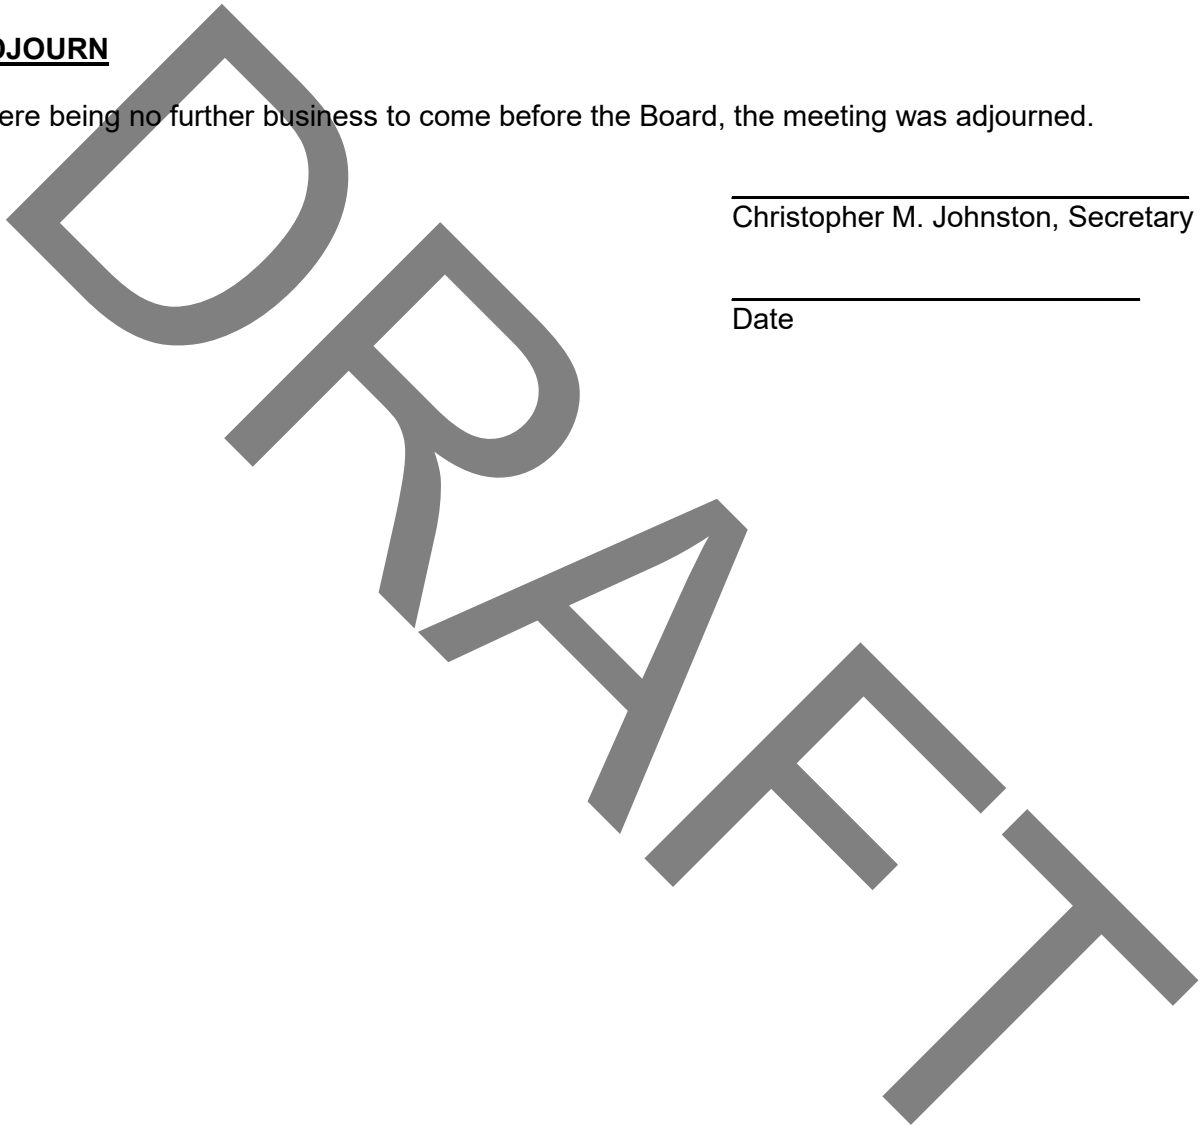 DJOURN
ere being no further business to come before the Board, the meeting was adjourned.
Christopher M. Johnston, Secretary
Date
DRAFT